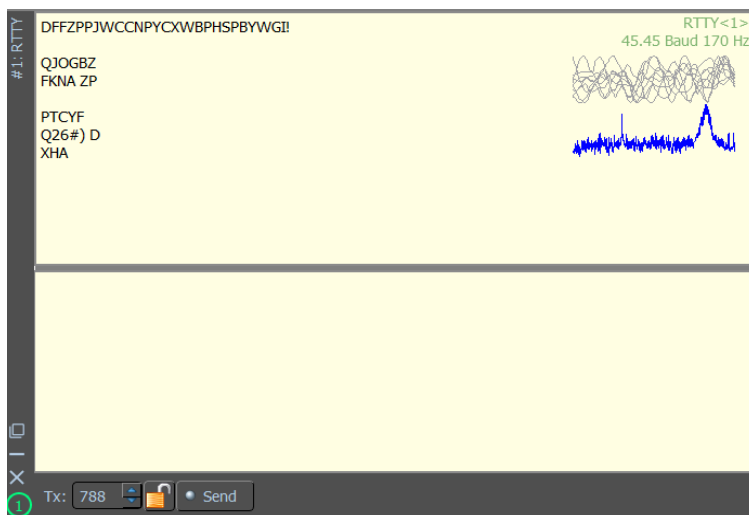 #1: RTTY
DFFZPPJWCCNPYCXWBPHSPBYWGI!
QJOGBZ
FKNA ZP
PTCYF
Q26#) D
XHA
RTTY<1>
45.45 Baud 170 Hz
1
Tx: 788 Send